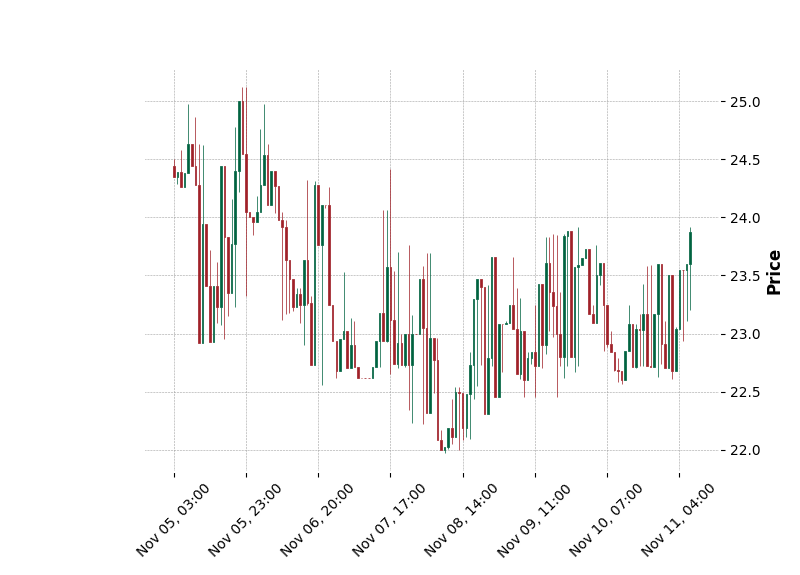 25.0
24.5
24.0
23.5
23.0
22.5
22.0
Price
Nov 05, 03:00
Nov 05, 23:00
Nov 06, 20:00
Nov 07, 17:00
Nov 08, 14:00
Nov 09, 11:00
Nov 10, 07:00
Nov 11, 04:00